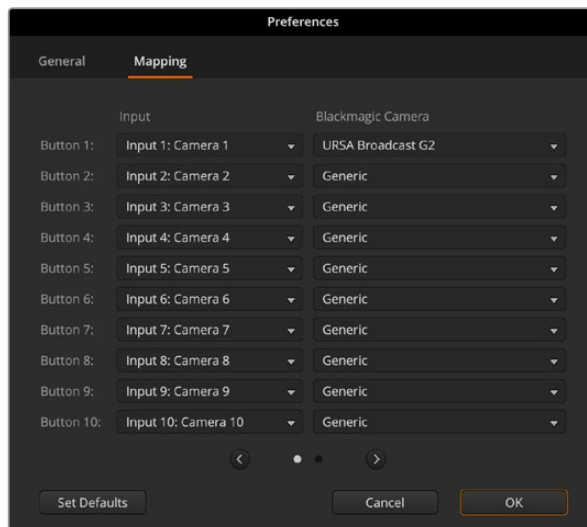 Preferences
General Mapping
Input Blackmagic Camera
Button 1: Input 1: Camera 1 URSA Broadcast G2
Button 2: Input 2: Camera 2 Generic
Button 3: Input 3: Camera 3 Generic
Button 4: Input 4: Camera 4 Generic
Button 5: Input 5: Camera 5 Generic
Button 6: Input 6: Camera 6 Generic
Button 7: Input 7: Camera 7 Generic
Button 8: Input 8: Camera 8 Generic
Button 9: Input 9: Camera 9 Generic
Button 10: Input 10: Camera 10 Generic
Set Defaults Cancel OK